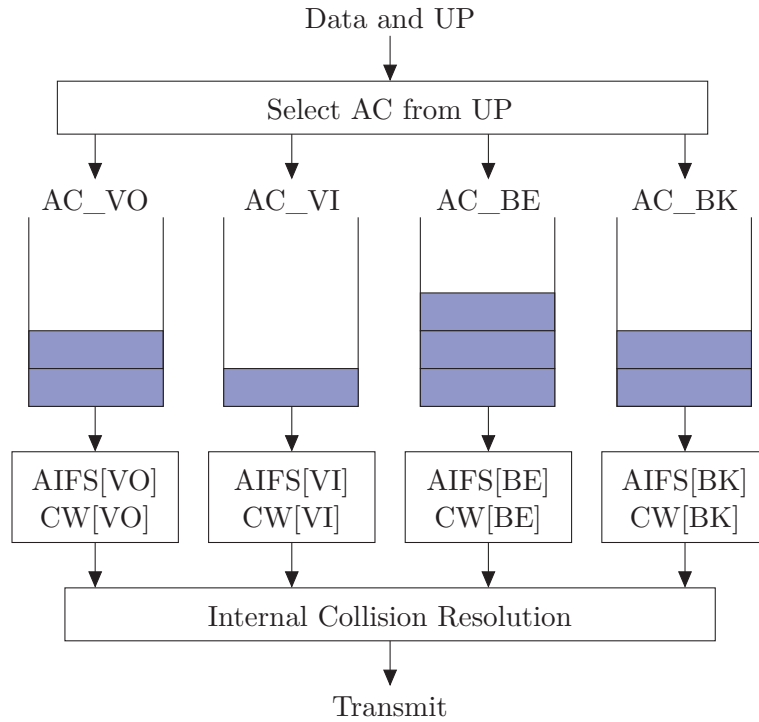 Data and UP
Select AC from UP
AC_VO AC_VI AC_BE AC_BK
AIFS[VO] AIFS[VI] AIFS[BE] AIFS[BK]
CW[VO] CW[VI] CW[BE] CW[BK]
Internal Collision Resolution
Transmit